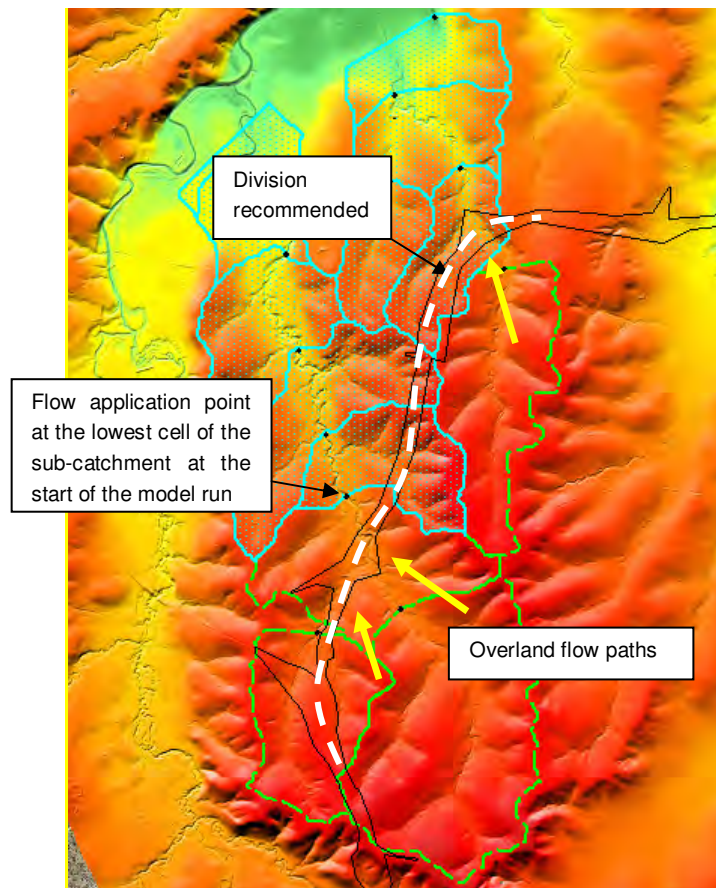 Division
recommended
Flow application point
at the lowest cell of the
sub-catchment at the
start of the model run
Overland flow paths